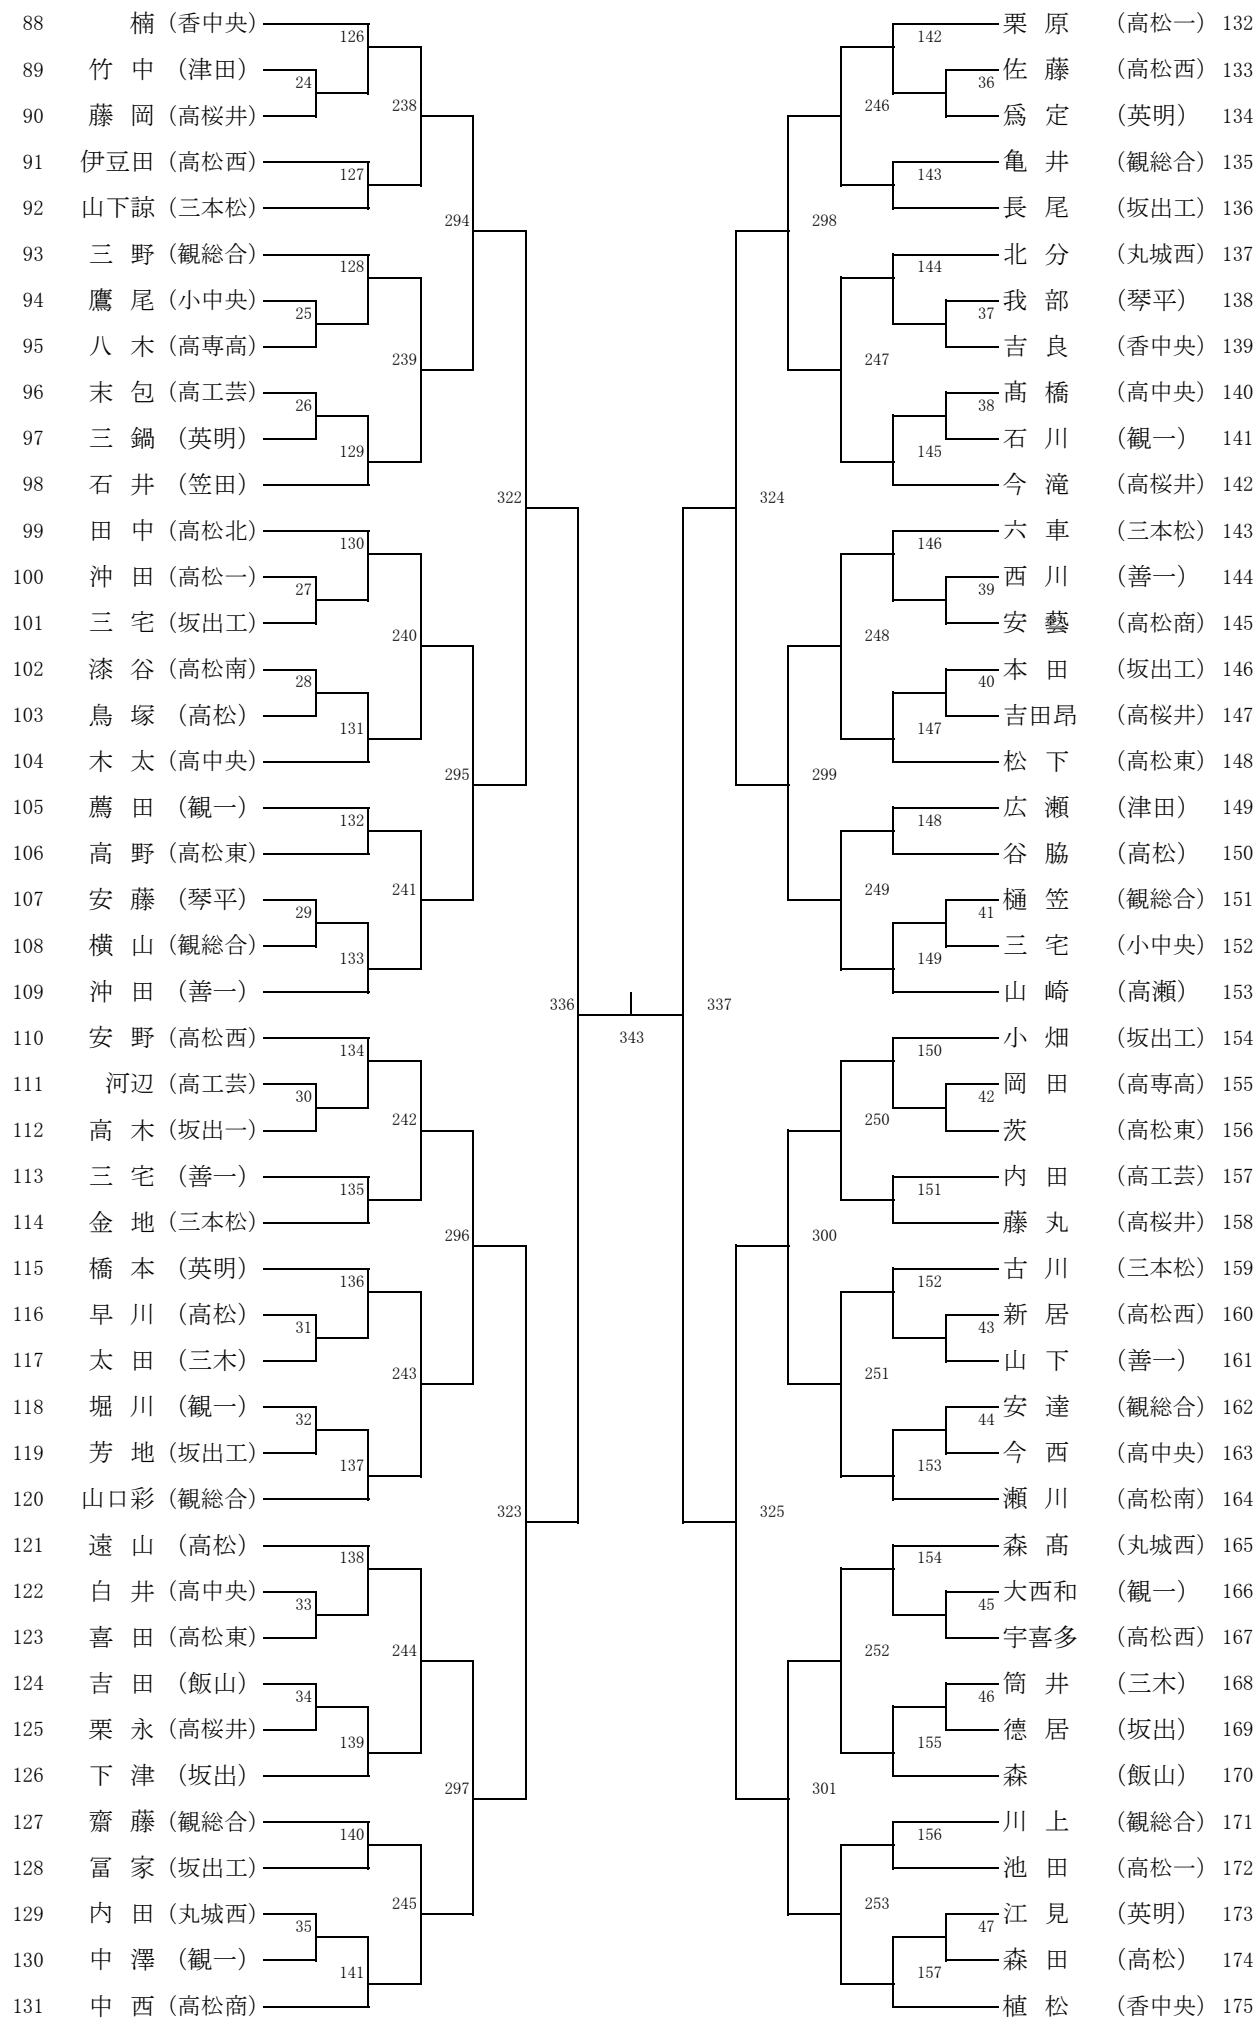 88 楠 (香中央) 126 142 栗原 (高松一) 132
89 竹中 (津田) 24 36 佐藤 (高松西) 133
90 藤岡 (高桜井) 238 246 爲定 (英明) 134
91 伊豆田 (高松西) 127 143 亀井 (観総合) 135
92 山下諒 (三本松) 294 298 長尾 (坂出工) 136
93 三野 (観総合) 128 144 北分 (丸城西) 137
94 鷹尾 (小中央) 25 37 我部 (琴平) 138
95 八木 (高専高) 239 247 吉良 (香中央) 139
96 末包 (高工芸) 26 38 髙橋 (高中央) 140
97 三鍋 (英明) 129 145 石川 (観一) 141
98 石井 (笠田) 322 324 今滝 (高桜井) 142
99 田中 (高松北) 130 146 六車 (三本松) 143
100 沖田 (高松一) 27 39 西川 (善一) 144
101 三宅 (坂出工) 240 248 安藝 (高松商) 145
102 漆谷 (高松南) 28 40 本田 (坂出工) 146
103 鳥塚 (高松) 131 147 吉田昂 (高桜井) 147
104 木太 (高中央) 295 299 松下 (高松東) 148
105 薦田 (観一) 132 148 広瀬 (津田) 149
106 高野 (高松東) 241 249 谷脇 (高松) 150
107 安藤 (琴平) 29 41 樋笠 (観総合) 151
108 横山 (観総合) 133 149 三宅 (小中央) 152
109 沖田 (善一) 336 343 337 山崎 (高瀬) 153
110 安野 (高松西) 134 150 小畑 (坂出工) 154
111 河辺 (高工芸) 30 42 岡田 (高専高) 155
112 高木 (坂出一) 242 250 茨 (高松東) 156
113 三宅 (善一) 135 151 内田 (高工芸) 157
114 金地 (三本松) 296 300 藤丸 (高桜井) 158
115 橋本 (英明) 136 152 古川 (三本松) 159
116 早川 (高松) 31 43 新居 (高松西) 160
117 太田 (三木) 243 251 山下 (善一) 161
118 堀川 (観一) 32 44 安達 (観総合) 162
119 芳地 (坂出工) 137 153 今西 (高中央) 163
120 山口彩 (観総合) 323 325 瀬川 (高松南) 164
121 遠山 (高松) 138 154 森髙 (丸城西) 165
122 白井 (高中央) 33 45 大西和 (観一) 166
123 喜田 (高松東) 244 252 宇喜多 (高松西) 167
124 吉田 (飯山) 34 46 筒井 (三木) 168
125 栗永 (高桜井) 139 155 德居 (坂出) 169
126 下津 (坂出) 297 301 森 (飯山) 170
127 齋藤 (観総合) 140 156 川上 (観総合) 171
128 冨家 (坂出工) 245 253 池田 (高松一) 172
129 内田 (丸城西) 35 47 江見 (英明) 173
130 中澤 (観一) 141 157 森田 (高松) 174
131 中西 (高松商) 植松 (香中央) 175